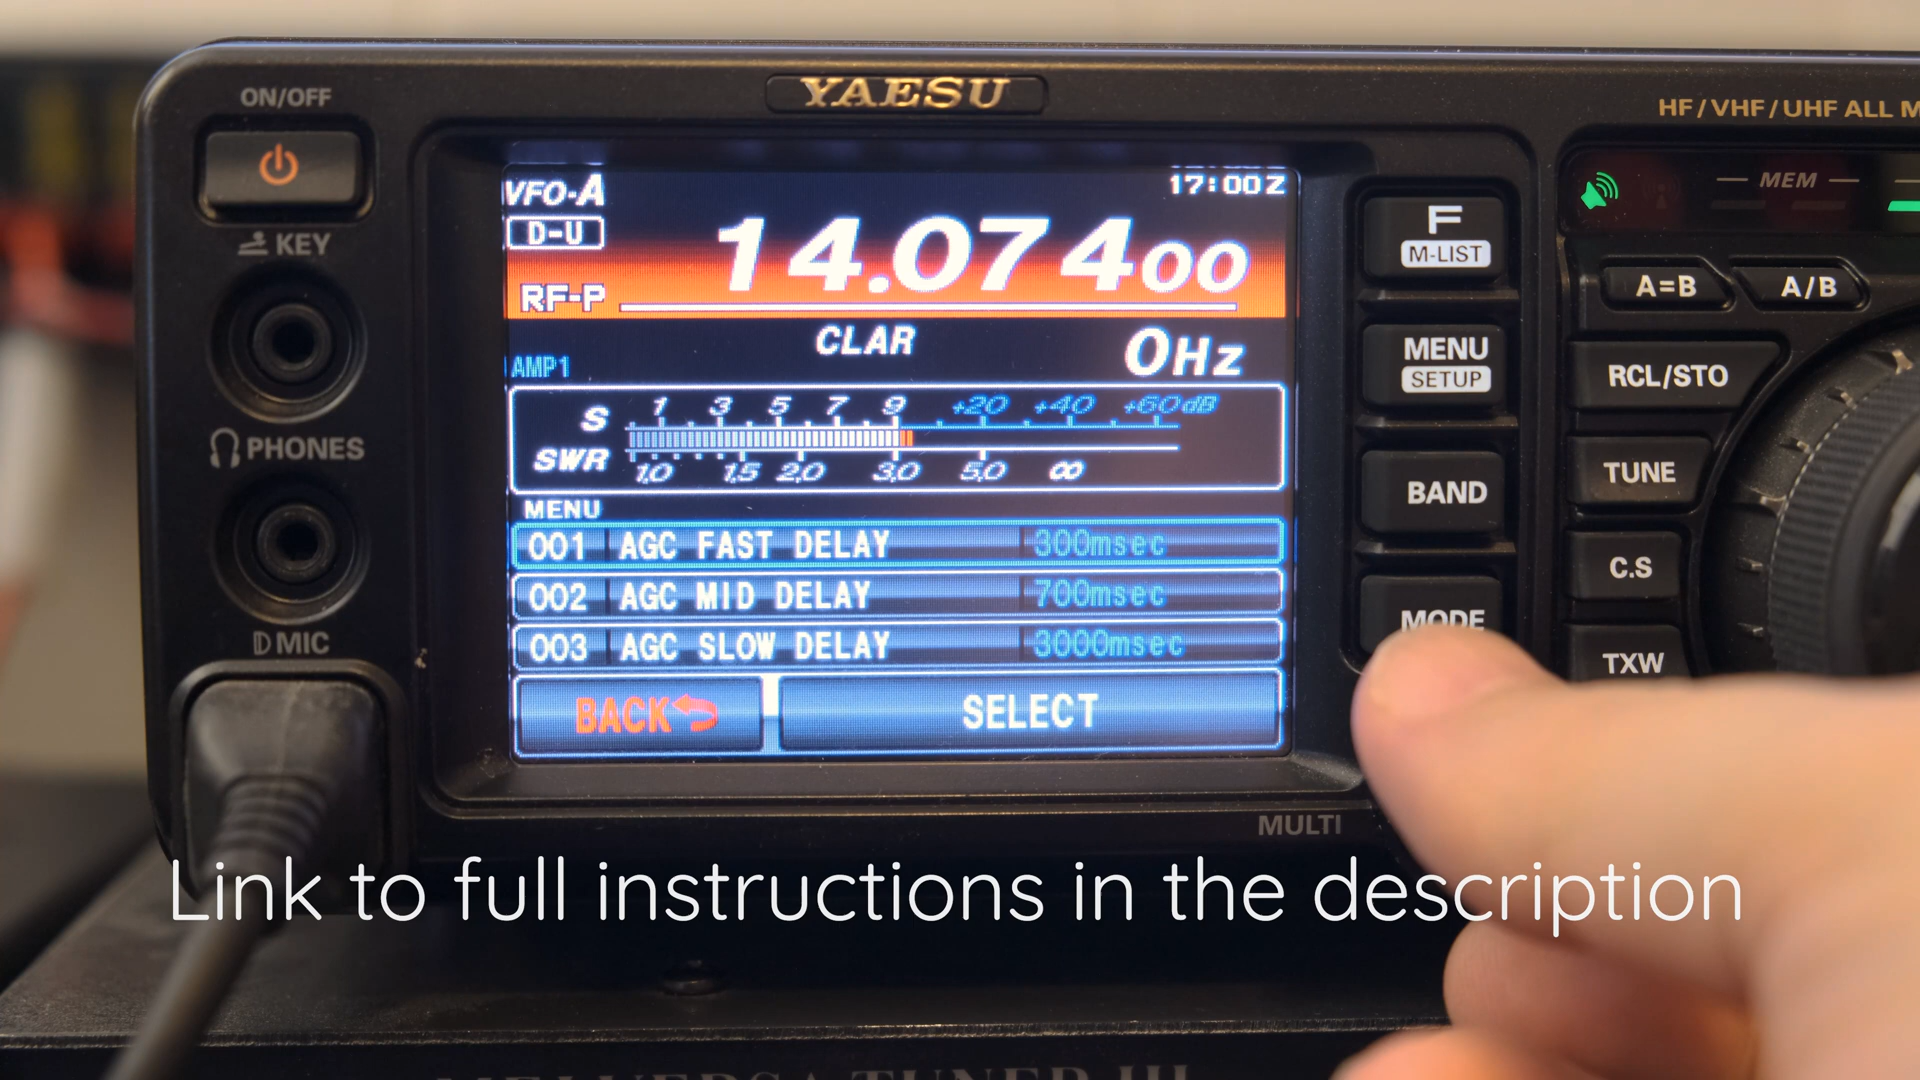 ON/OFF
YAESU
HF/VHF/UHF ALL M
VFO-A
17:00Z
D-U
14.07400
RF-P
CLAR
0Hz
AMP1
S 1 3 5 7 9 +20 +40 +60dB
SWR 1.0 1.5 2.0 3.0 5.0 ∞
MENU
001 AGC FAST DELAY 300msec
002 AGC MID DELAY 700msec
003 AGC SLOW DELAY 3000msec
BACK SELECT
KEY
PHONES
MIC
F
M-LIST
MENU
SETUP
BAND
MODE
MEM
A=B A/B
RCL/STO
TUNE
C.S
TXW
MULTI
Link to full instructions in the description
TUNER III